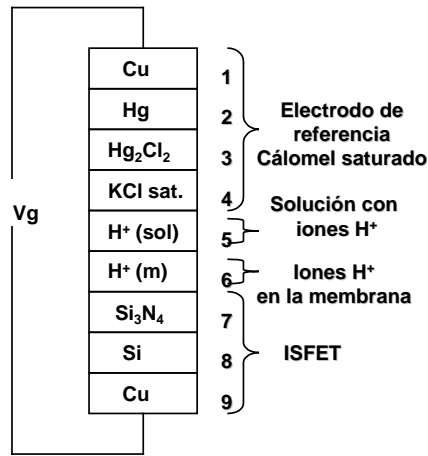 Cu 1
Hg 2
Hg₂Cl₂ 3
KCl sat. 4
H⁺ (sol) 5
H⁺ (m) 6
Si₃N₄ 7
Si 8
Cu 9
Vg
Electrodo de
referencia
Cálomel saturado
Solución con
iones H⁺
Iones H⁺
en la membrana
ISFET